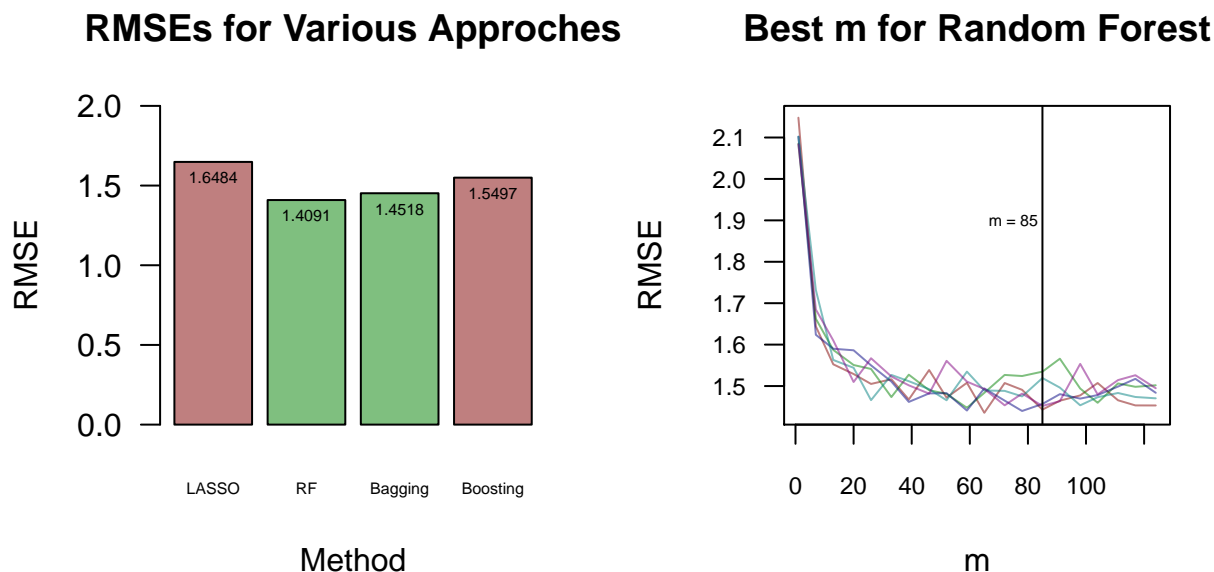 RMSEs for Various Approches
2.0
1.5
1.0
0.5
0.0
RMSE
1.6484
1.4091
1.4518
1.5497
LASSO RF Bagging Boosting
Method
Best m for Random Forest
2.1
2.0
1.9
1.8
1.7
1.6
1.5
RMSE
m = 85
0 20 40 60 80 100
m